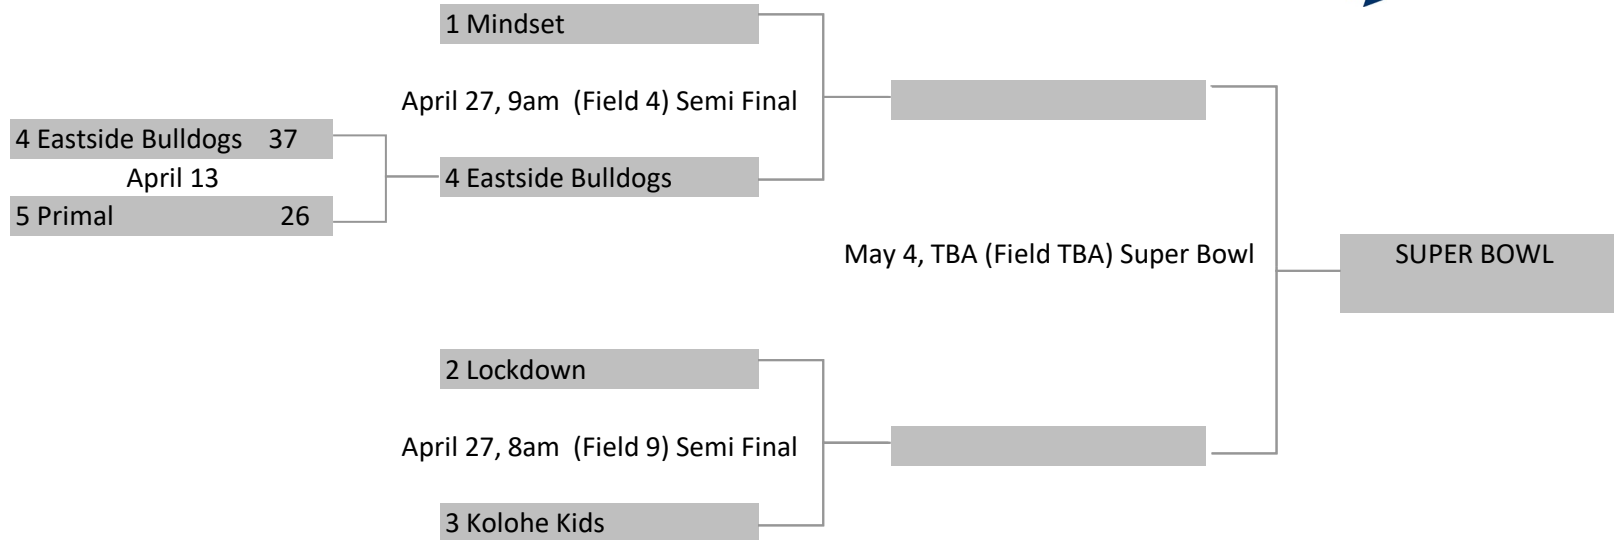 1 Mindset
April 27, 9am  (Field 4) Semi Final
4 Eastside Bulldogs    37
April 13
4 Eastside Bulldogs
5 Primal    26
May 4, TBA (Field TBA) Super Bowl
SUPER BOWL
2 Lockdown
April 27, 8am  (Field 9) Semi Final
3 Kolohe Kids